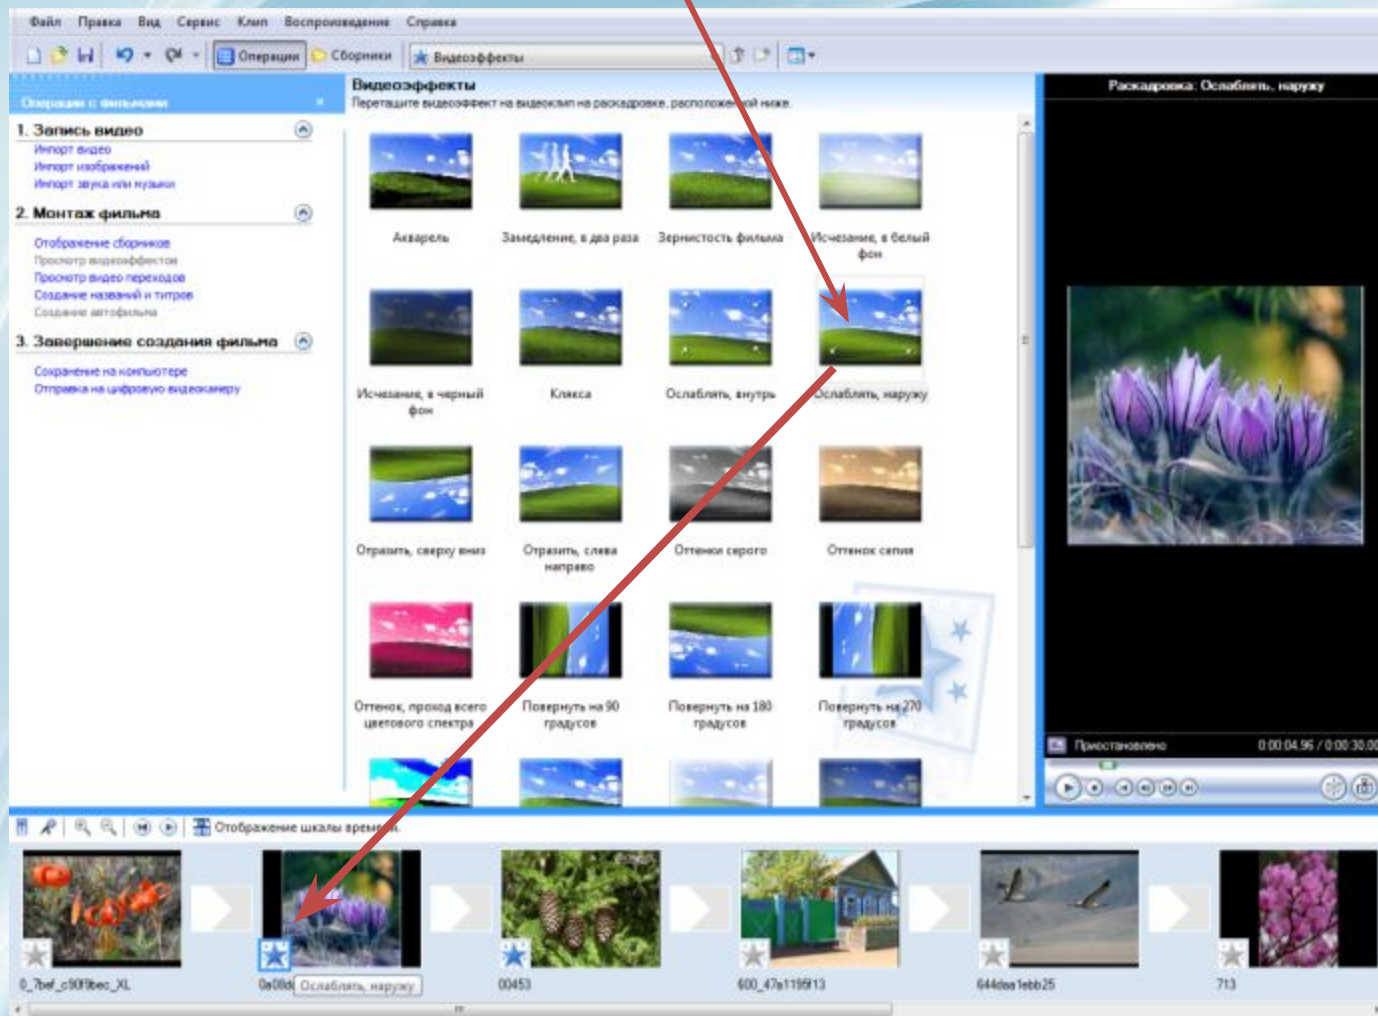 Файл Правка Вид Сервис Клип Воспроизведение Справка
Операции Сборники Видеоэффекты
Операции с фильмами
1. Запись видео
Импорт видео
Импорт изображений
Импорт звука или музыки
2. Монтаж фильма
Отображение сборников
Просмотр видеоэффектов
Просмотр видео переходов
Создание названий и титров
Создание автофильма
3. Завершение создания фильма
Сохранение на компьютере
Отправка на цифровую видеокамеру
Видеоэффекты
Перетащите видеоэффект на видеоклип на раскадровке, расположенной ниже.
Акварель
Замедление, в два раза
Зернистость фильма
Исчезание, в белый
фон
Исчезание, в черный
фон
Клякса
Ослаблять, внутрь
Ослаблять, наружу
Отразить, сверху вниз
Отразить, слева
направо
Оттенки серого
Оттенок сепия
Оттенок, проход всего
цветового спектра
Повернуть на 90
градусов
Повернуть на 180
градусов
Повернуть на 270
градусов
Раскадровка: Ослаблять, наружу
Приостановлено 0:00:04,96 / 0:00:30,00
Отображение шкалы времени
0_7bef_c90f9bec_XL
0a08d
Ослаблять, наружу
00453
600_47e1195f13
644daa1ebb25
713